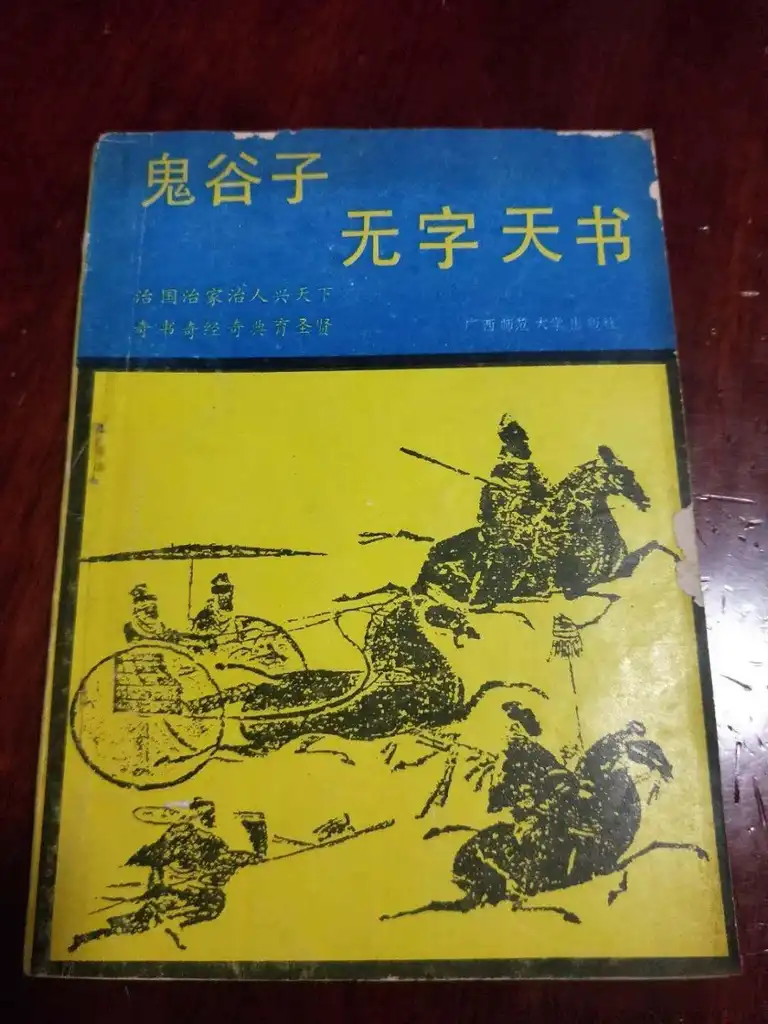 鬼谷子
无字天书
治国治家治人兴天下
奇书奇经奇典育圣贤
广西师范大学出版社